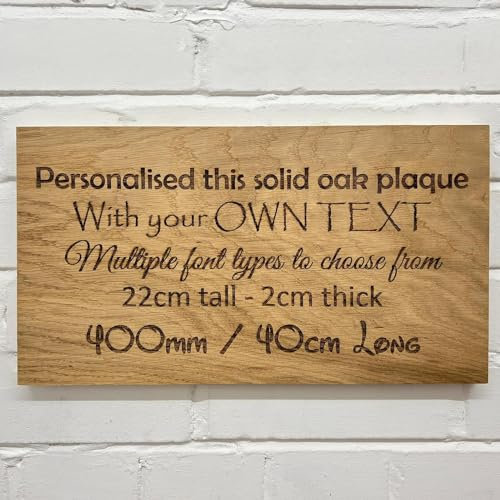 Personalised this solid oak plaque
With your OWN TEXT
Multiple font types to choose from
22cm tall - 2cm thick
400mm / 40cm Long